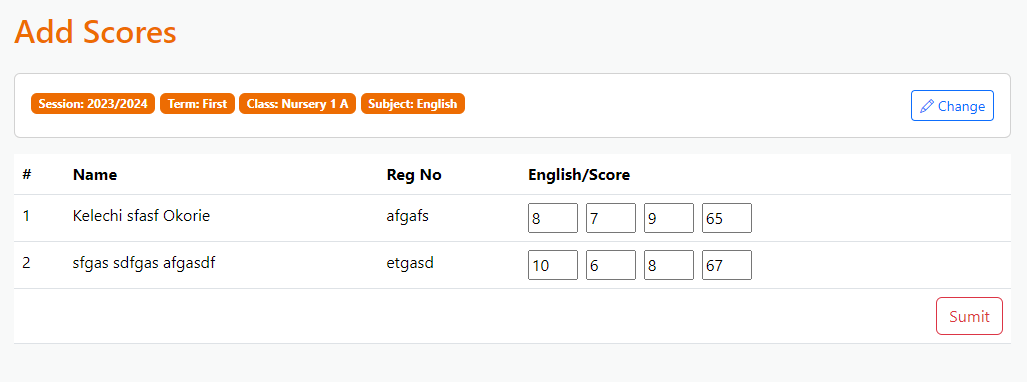 Add Scores
Session: 2023/2024 Term: First Class: Nursery 1 A Subject: English Change
# Name Reg No English/Score
1 Kelechi sfasf Okorie afgafs 8 7 9 65
2 sfgas sdfgas afgasdf etgasd 10 6 8 67
Sumit